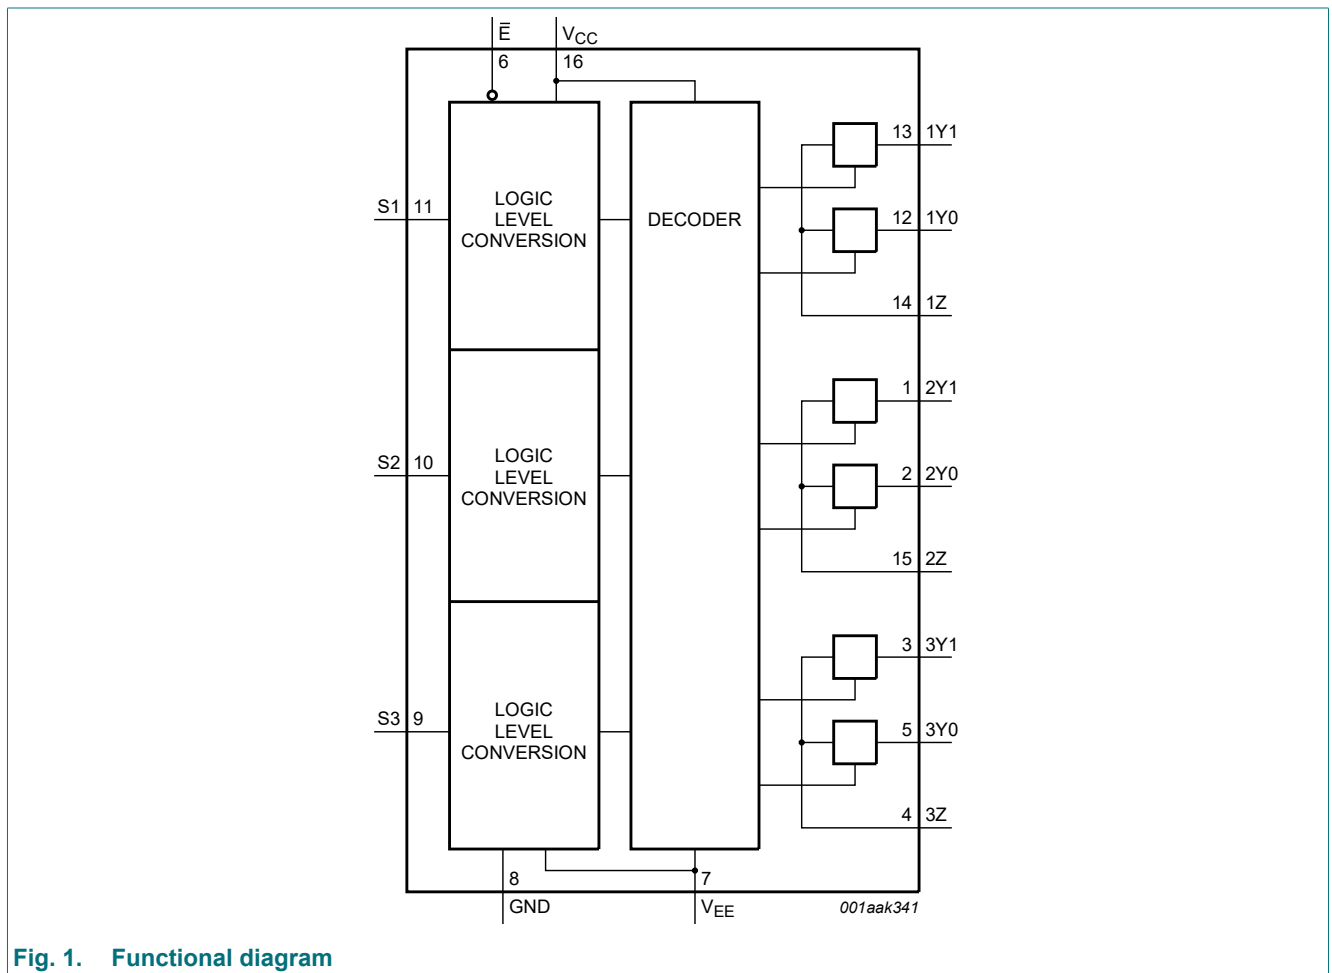 E̅ VCC
6 16
13 1Y1
LOGIC
LEVEL
CONVERSION
S1 11
DECODER
12 1Y0
14 1Z
1 2Y1
LOGIC
LEVEL
CONVERSION
S2 10
2 2Y0
15 2Z
3 3Y1
LOGIC
LEVEL
CONVERSION
S3 9
5 3Y0
4 3Z
8 7
GND VEE
001aak341
Fig. 1. Functional diagram